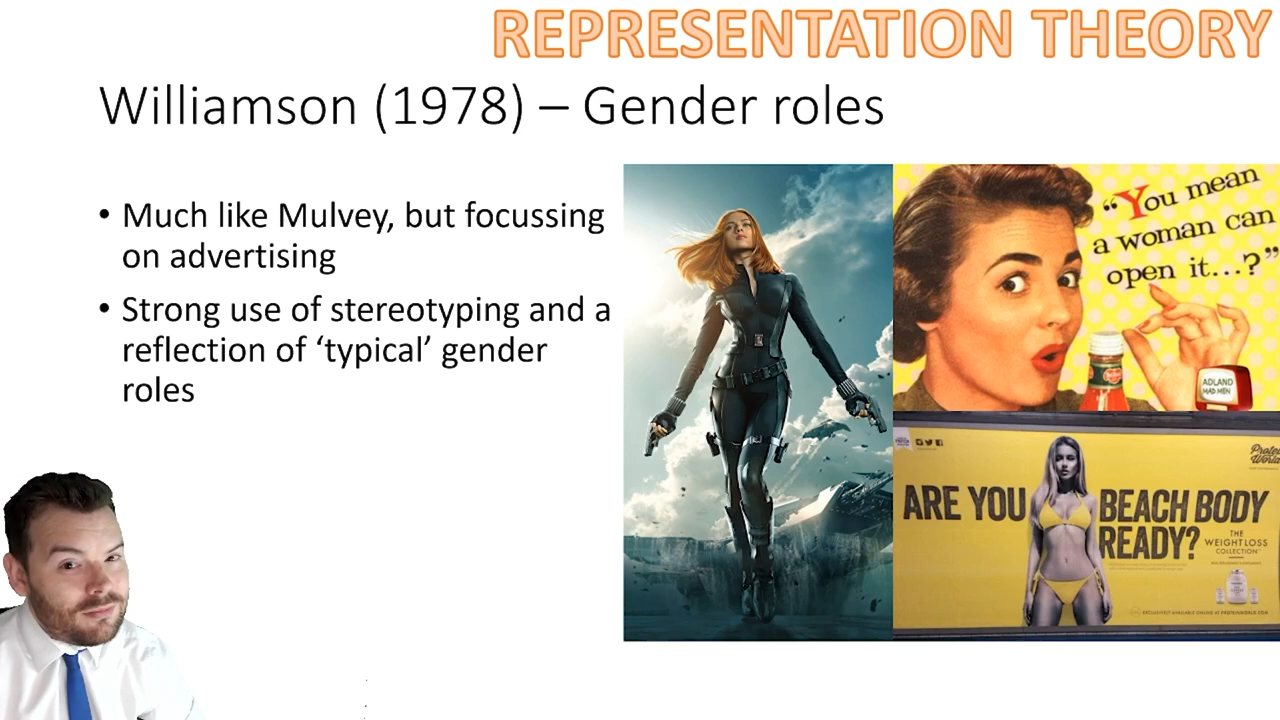 REPRESENTATION THEORY
Williamson (1978) – Gender roles
• Much like Mulvey, but focussing
on advertising
• Strong use of stereotyping and a
reflection of ‘typical’ gender
roles
“You mean
a woman can
open it...?”
ADLAND
MAD MEN
Protein
World
ARE YOU
BEACH BODY
READY?
THE
WEIGHT LOSS
COLLECTION